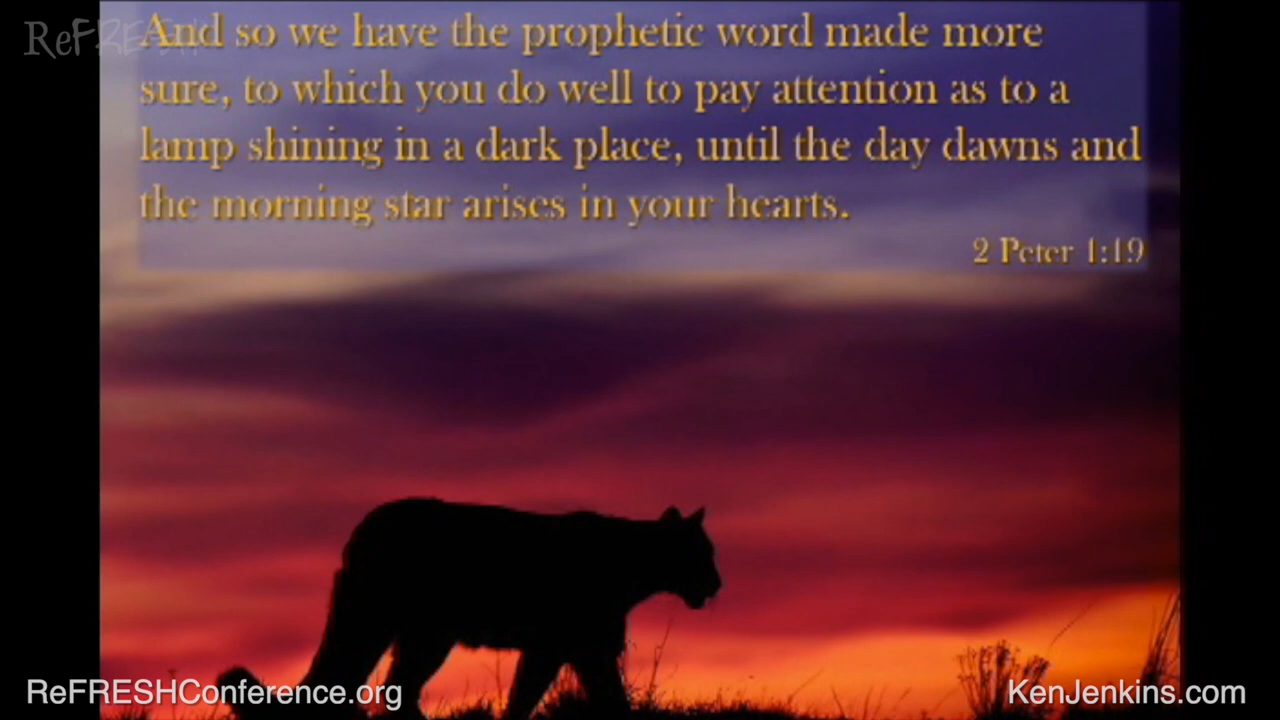 ReFRESH
And so we have the prophetic word made more
sure, to which you do well to pay attention as to a
lamp shining in a dark place, until the day dawns and
the morning star arises in your hearts.
2 Peter 1:19
ReFRESHConference.org
KenJenkins.com